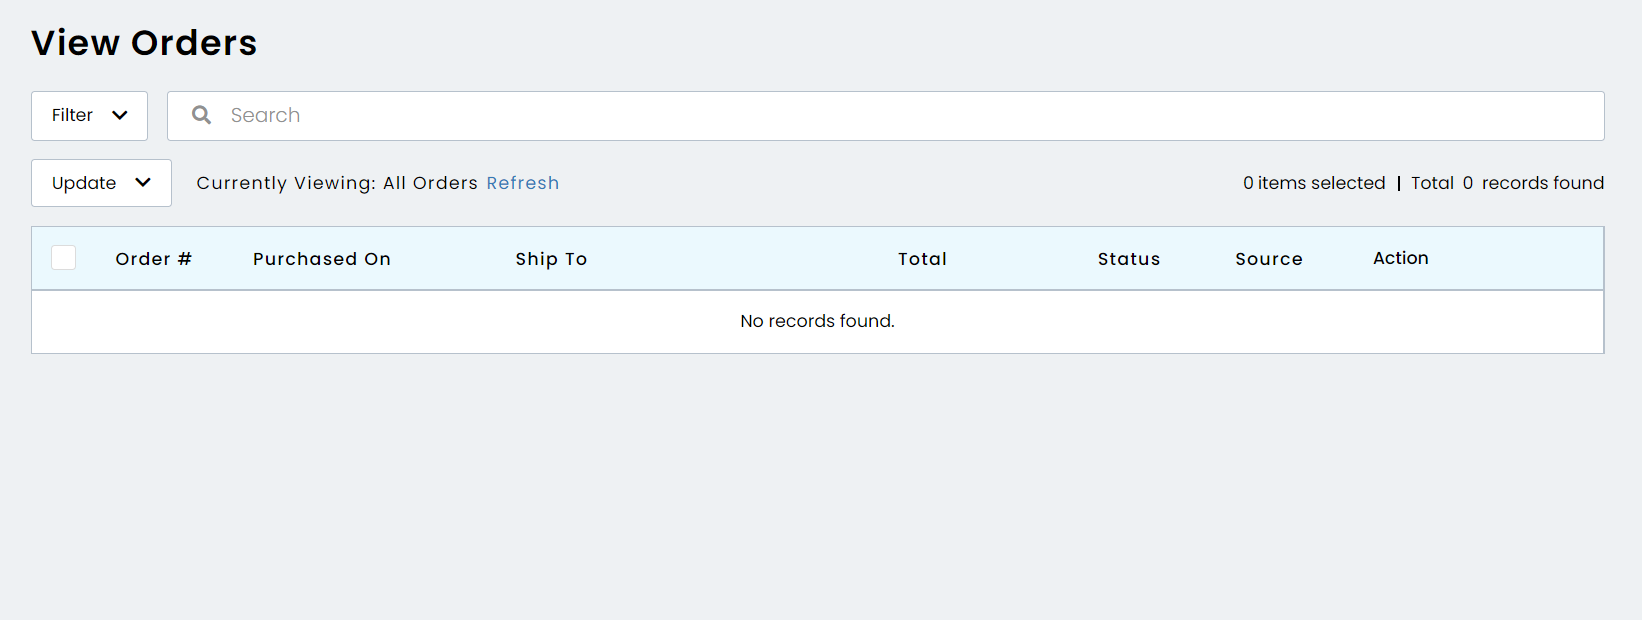 View Orders
Filter Search
Update Currently Viewing: All Orders Refresh 0 items selected | Total 0 records found
Order # Purchased On Ship To Total Status Source Action
No records found.